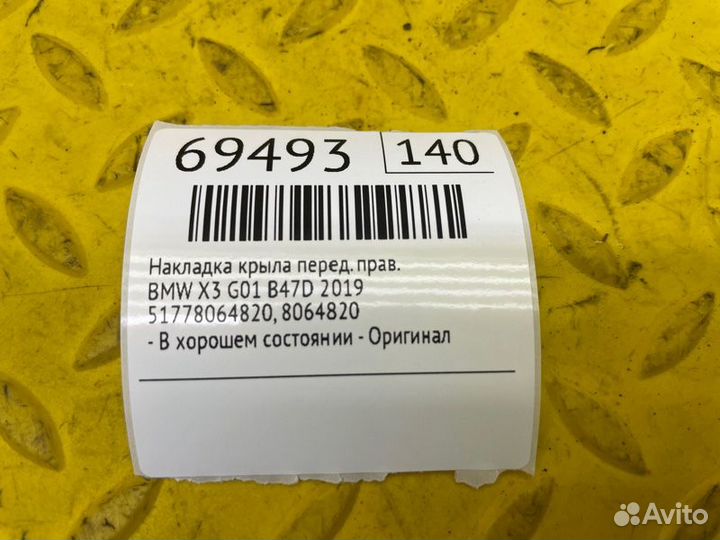 69493 140
Накладка крыла перед. прав.
BMW X3 G01 B47D 2019
51778064820, 8064820
- В хорошем состоянии - Оригинал
Avito